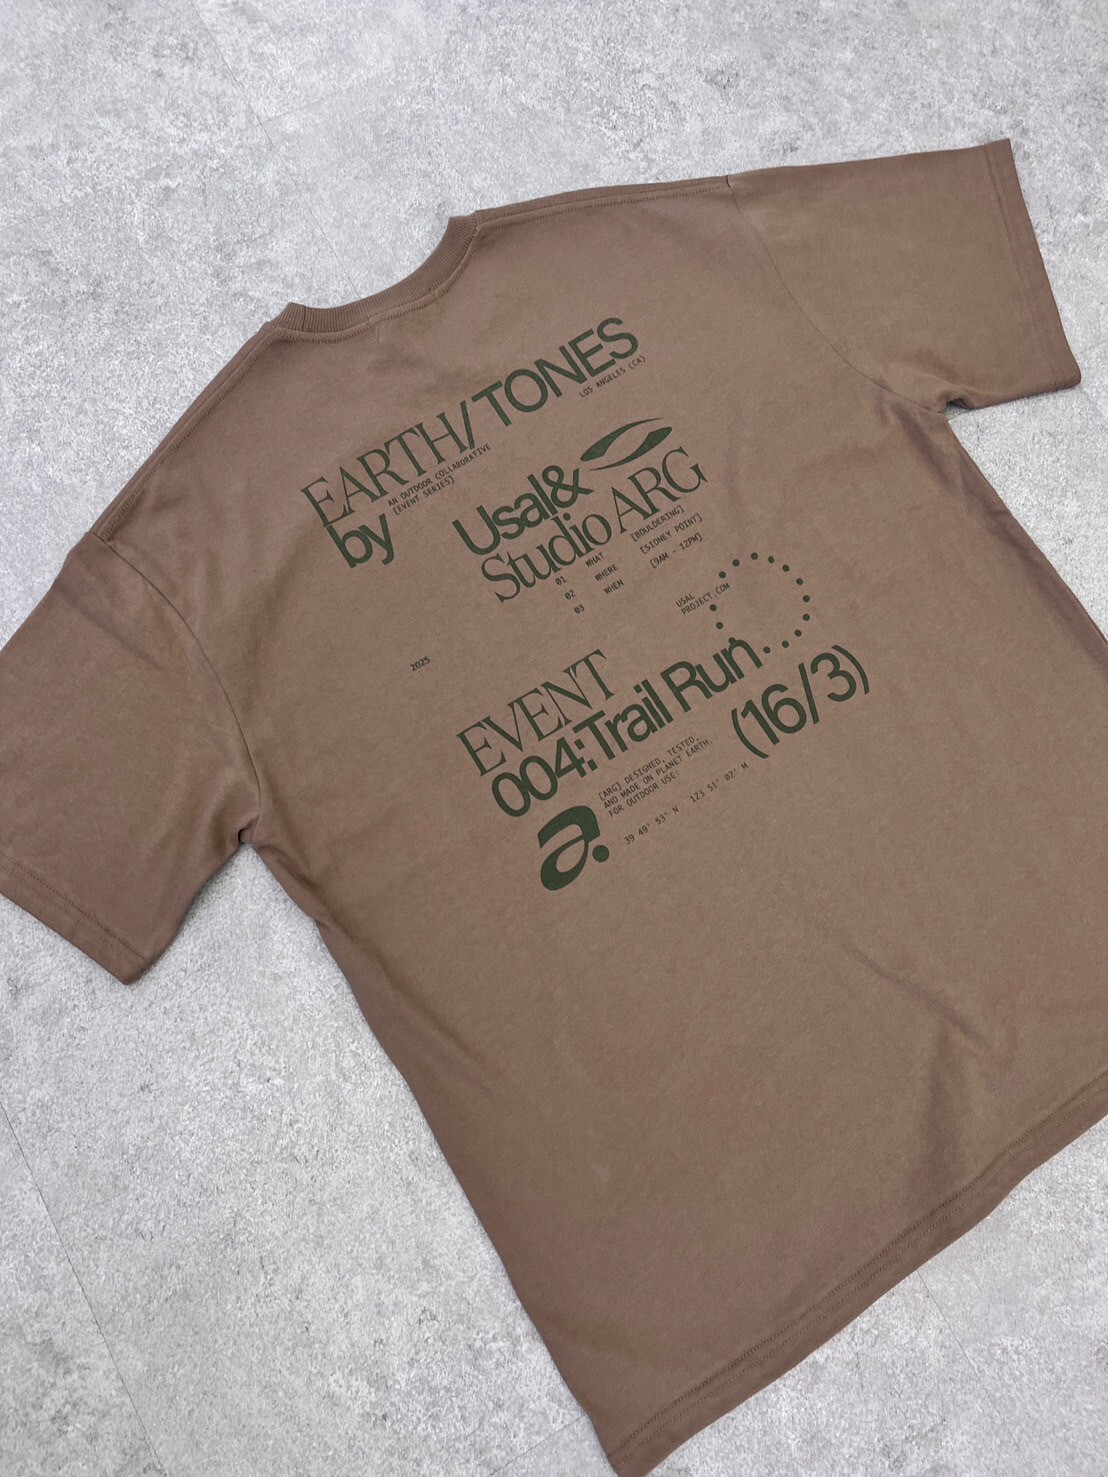 EARTH/TONES
LOS ANGELES (CA)
by
AN OUTDOOR COLLABORATIVE
[EVENT SERIES]
Usal&
Studio ARG
01 WHAT [BOULDERING]
02 WHERE [SIDNEY POINT]
03 WHEN [9AM - 12PM]
USAL
PROJECT.COM
2025
EVENT
004:Trail Run
(16/3)
a.
[ARG] DESIGNED, TESTED,
AND MADE ON PLANET EARTH.
FOR OUTDOOR USE.
39 49' 53" N 123 51' 02" W